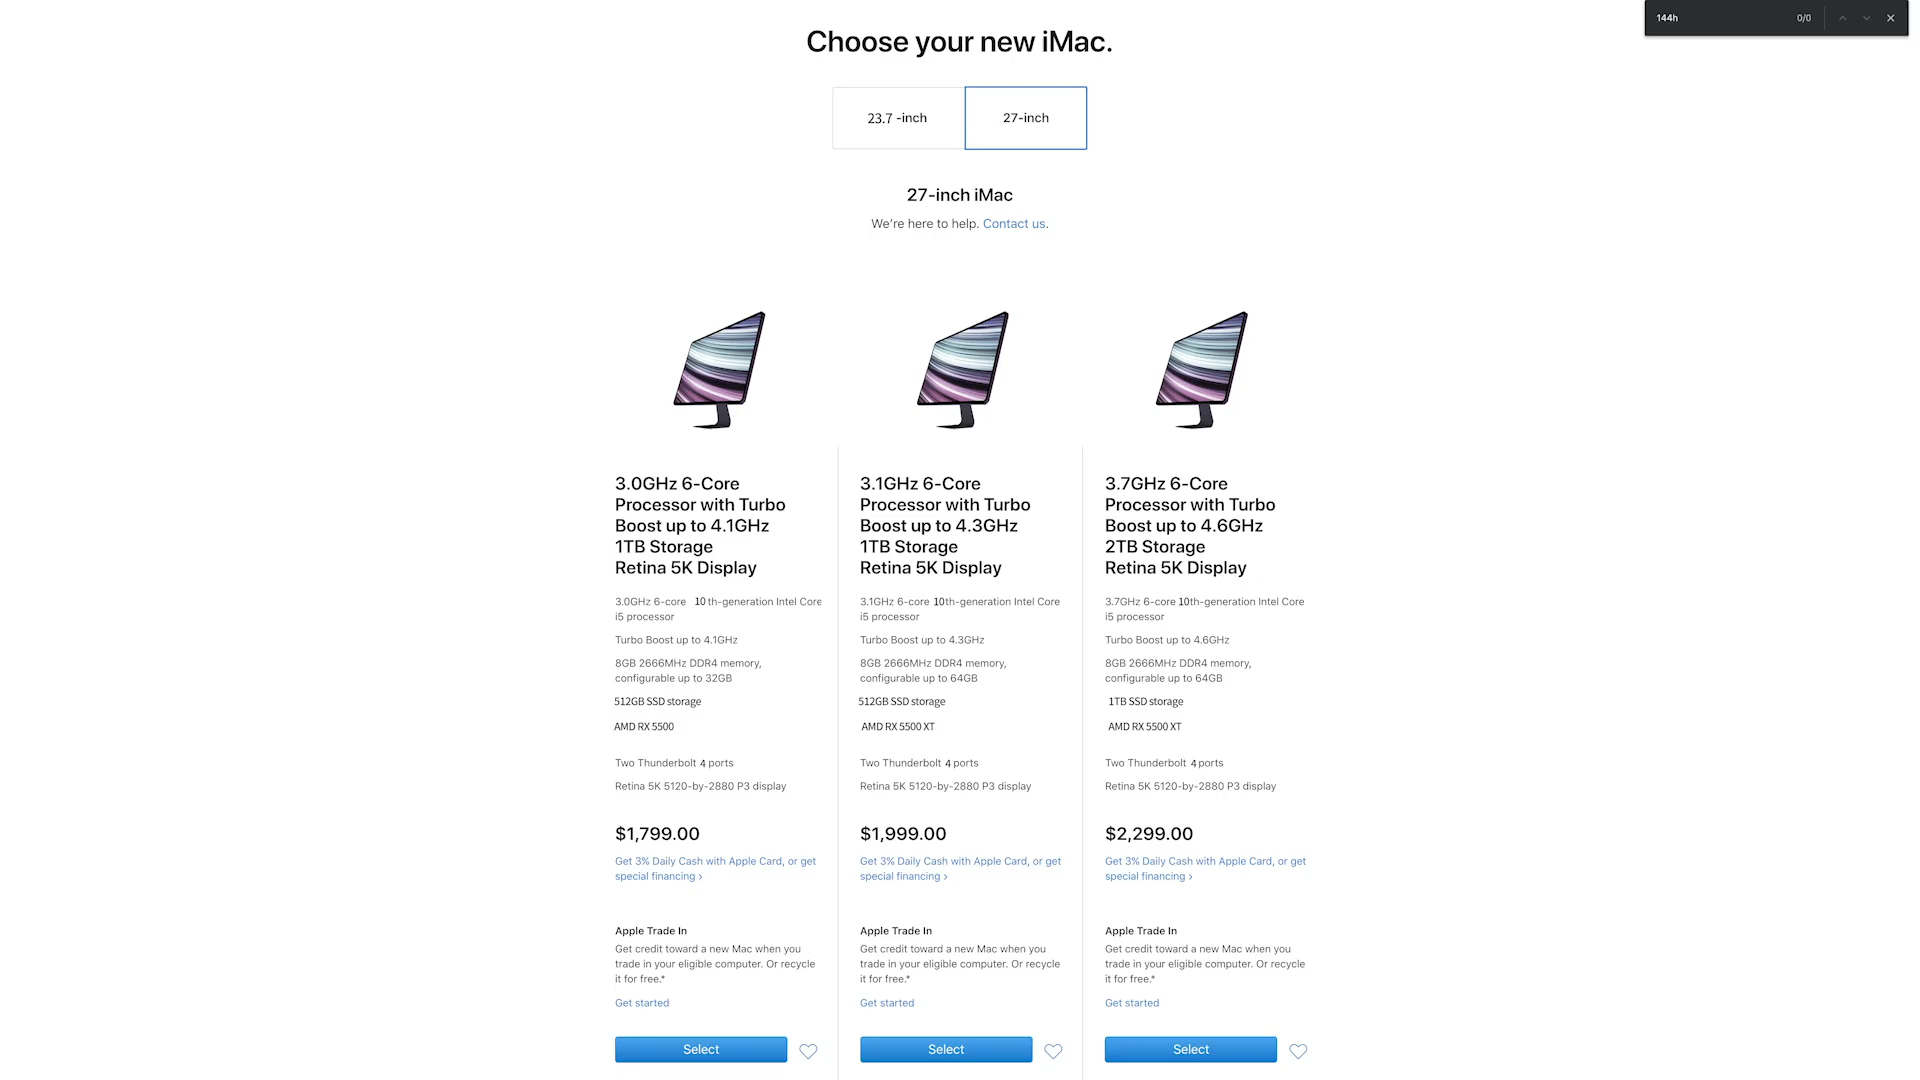 144h 0/0
Choose your new iMac.
23.7 -inch
27-inch
27-inch iMac
We're here to help. Contact us.
3.0GHz 6-Core
Processor with Turbo
Boost up to 4.1GHz
1TB Storage
Retina 5K Display
3.0GHz 6-core 10 th-generation Intel Core
i5 processor
Turbo Boost up to 4.1GHz
8GB 2666MHz DDR4 memory,
configurable up to 32GB
512GB SSD storage
AMD RX 5500
Two Thunderbolt 4 ports
Retina 5K 5120-by-2880 P3 display
$1,799.00
Get 3% Daily Cash with Apple Card, or get
special financing ›
Apple Trade In
Get credit toward a new Mac when you
trade in your eligible computer. Or recycle
it for free.*
Get started
Select
3.1GHz 6-Core
Processor with Turbo
Boost up to 4.3GHz
1TB Storage
Retina 5K Display
3.1GHz 6-core 10th-generation Intel Core
i5 processor
Turbo Boost up to 4.3GHz
8GB 2666MHz DDR4 memory,
configurable up to 64GB
512GB SSD storage
AMD RX 5500 XT
Two Thunderbolt 4 ports
Retina 5K 5120-by-2880 P3 display
$1,999.00
Get 3% Daily Cash with Apple Card, or get
special financing ›
Apple Trade In
Get credit toward a new Mac when you
trade in your eligible computer. Or recycle
it for free.*
Get started
Select
3.7GHz 6-Core
Processor with Turbo
Boost up to 4.6GHz
2TB Storage
Retina 5K Display
3.7GHz 6-core 10th-generation Intel Core
i5 processor
Turbo Boost up to 4.6GHz
8GB 2666MHz DDR4 memory,
configurable up to 64GB
1TB SSD storage
AMD RX 5500 XT
Two Thunderbolt 4 ports
Retina 5K 5120-by-2880 P3 display
$2,299.00
Get 3% Daily Cash with Apple Card, or get
special financing ›
Apple Trade In
Get credit toward a new Mac when you
trade in your eligible computer. Or recycle
it for free.*
Get started
Select